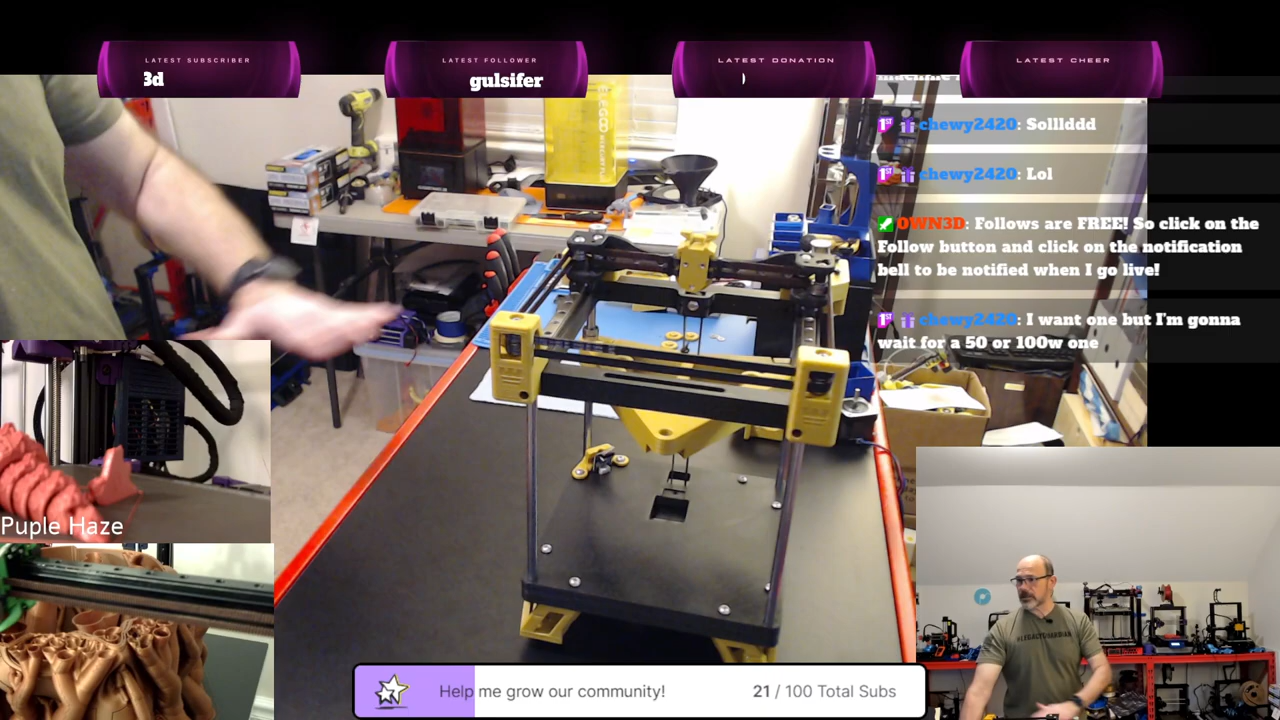 LATEST SUBSCRIBER
3d
LATEST FOLLOWER
gulsifer
LATEST DONATION
)
LATEST CHEER
chewy2420: Solllddd
chewy2420: Lol
OWN3D: Follows are FREE! So click on the
Follow button and click on the notification
bell to be notified when I go live!
chewy2420: I want one but I'm gonna
wait for a 50 or 100w one
Puple Haze
Help me grow our community!
21 / 100 Total Subs